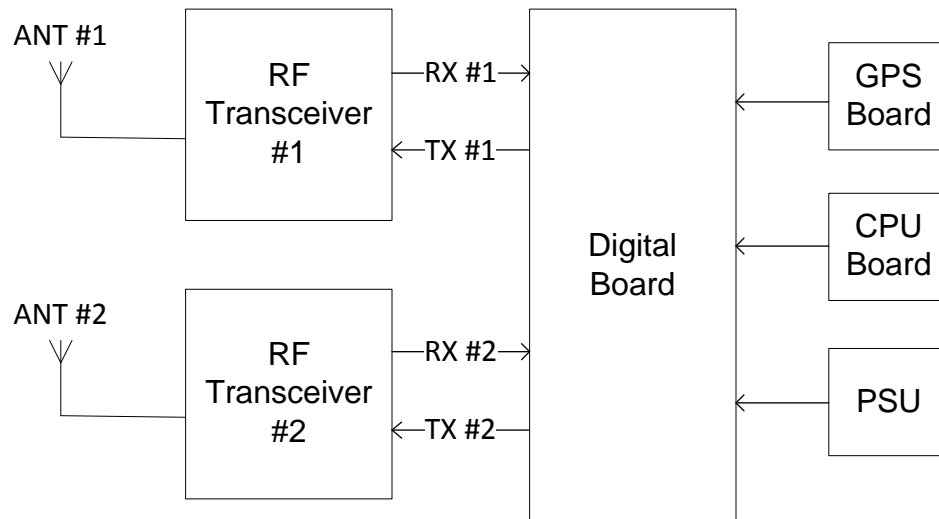 ANT #1
RF
Transceiver
#1
RX #1
TX #1
ANT #2
RF
Transceiver
#2
RX #2
TX #2
Digital
Board
GPS
Board
CPU
Board
PSU